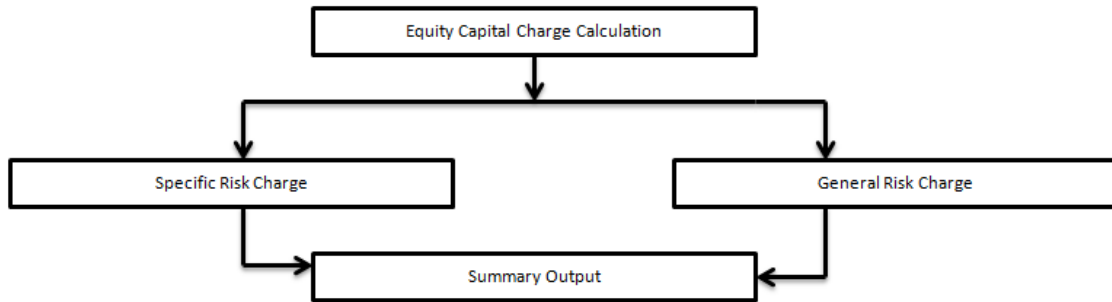 Equity Capital Charge Calculation
Specific Risk Charge
General Risk Charge
Summary Output